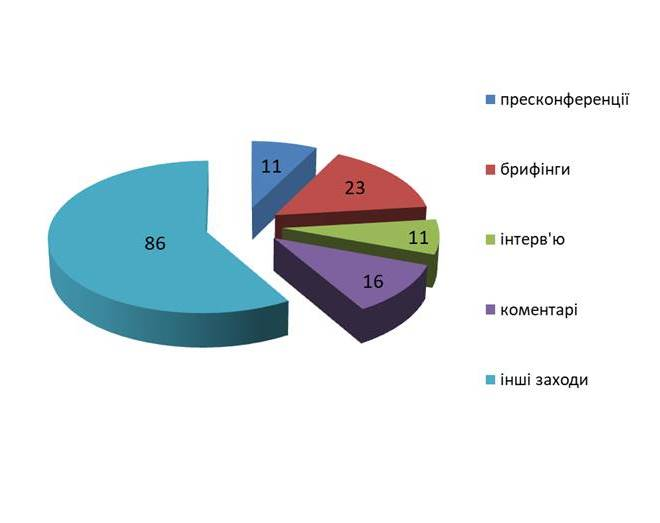 11
23
11
16
86
пресконференції
брифінги
інтерв'ю
коментарі
інші заходи